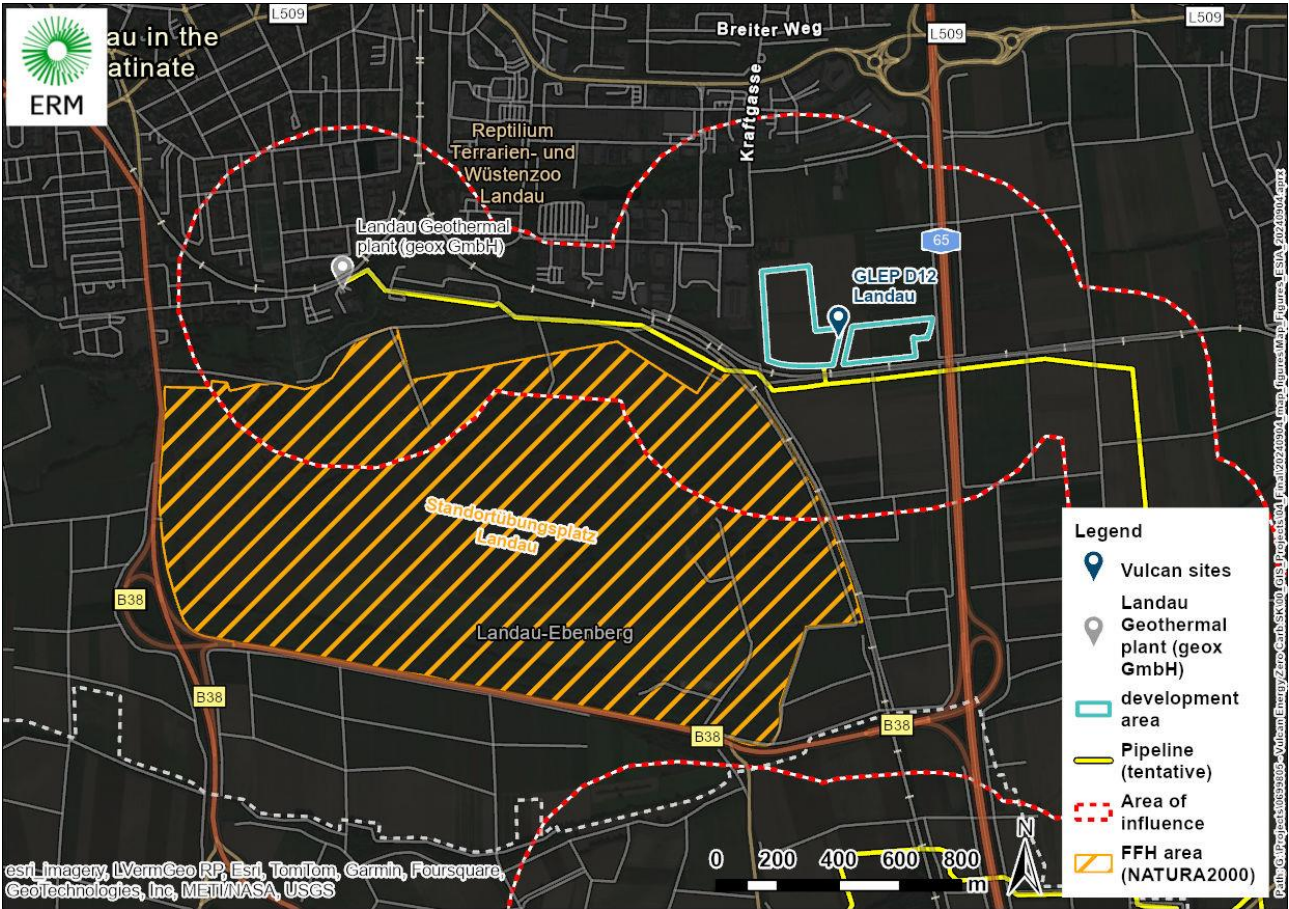 L509
Breiter Weg
L509
L509
au in the
atinate
ERM
Kraftgasse
Reptilium
Terrarien- und
Wüstenzoo
Landau
Landau Geothermal
plant (geox GmbH)
65
GLEP D12
Landau
Standortübungsplatz
Landau
B38
Landau-Ebenberg
B38
B38
B38
Legend
Vulcan sites
Landau
Geothermal
plant (geox
GmbH)
development
area
Pipeline
(tentative)
Area of
influence
FFH area
(NATURA2000)
N
0 200 400 600 800
m
esri_imagery, LVermGeo RP, Esri, TomTom, Garmin, Foursquare,
GeoTechnologies, Inc, METI/NASA, USGS